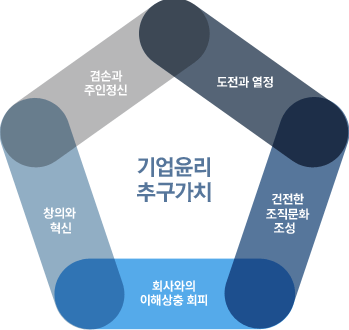 겸손과
주인정신
도전과 열정
기업윤리
추구가치
창의와
혁신
건전한
조직문화
조성
회사와의
이해상충 회피